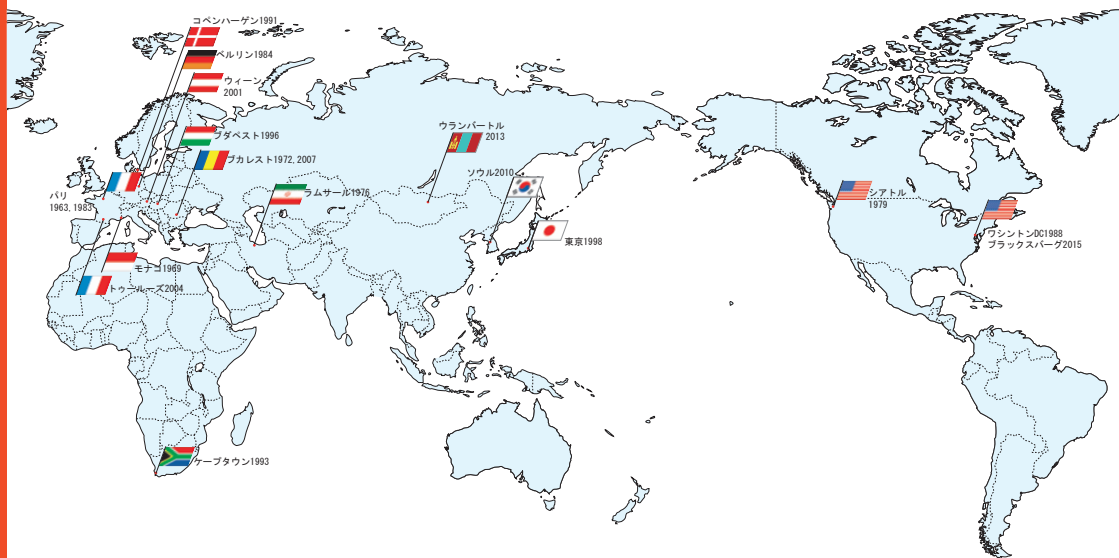 コペンハーゲン1991
ベルリン1984
ウィーン
2001
ブダペスト1996
ブカレスト1972, 2007
パリ
1963, 1983
モナコ1969
トゥールーズ2004
ラムサール1976
ウランバートル
2013
ソウル2010
東京1998
シアトル
1979
ワシントンDC1988
ブラックスバーグ2015
ケープタウン1993